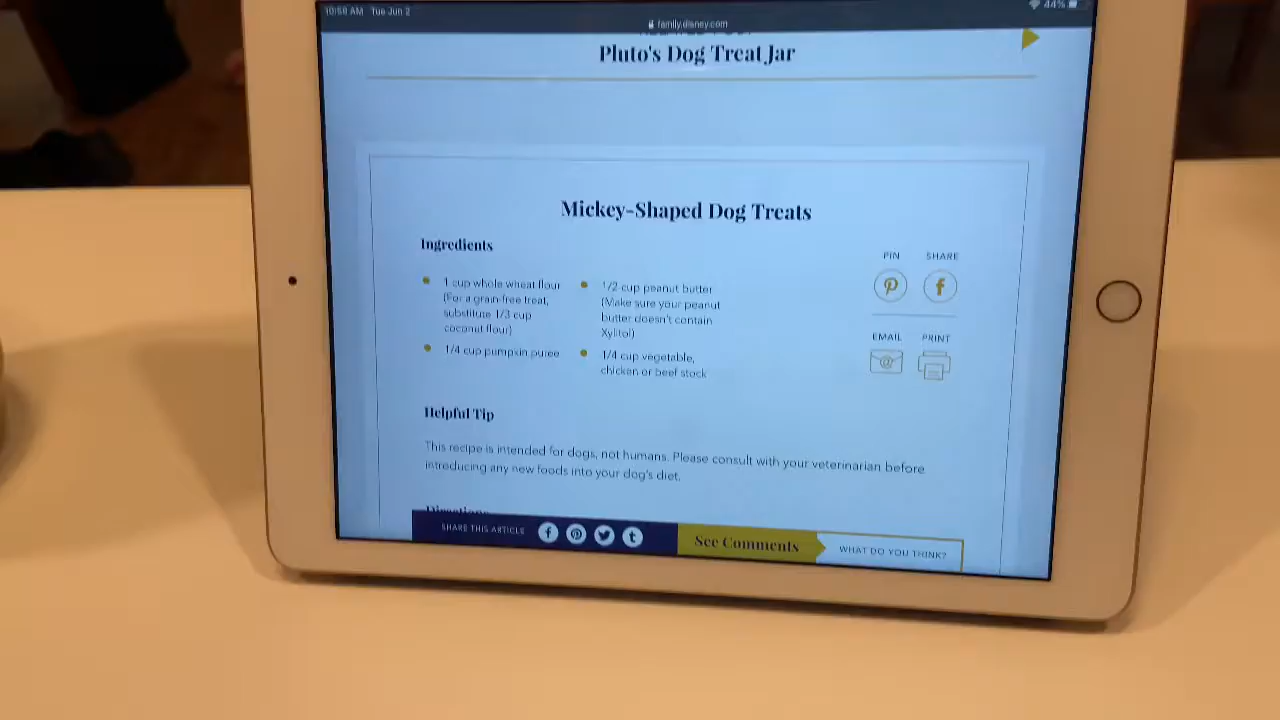 10:58 AM Tue Jun 2
44%
family.disney.com
Pluto's Dog Treat Jar
Mickey-Shaped Dog Treats
Ingredients
1 cup whole wheat flour
(For a grain-free treat,
substitute 1/3 cup
coconut flour)
1/4 cup pumpkin puree
1/2 cup peanut butter
(Make sure your peanut
butter doesn't contain
Xylitol)
1/4 cup vegetable,
chicken or beef stock
PIN SHARE
EMAIL PRINT
Helpful Tip
This recipe is intended for dogs, not humans. Please consult with your veterinarian before
introducing any new foods into your dog's diet.
Directions
SHARE THIS ARTICLE
See Comments
WHAT DO YOU THINK?